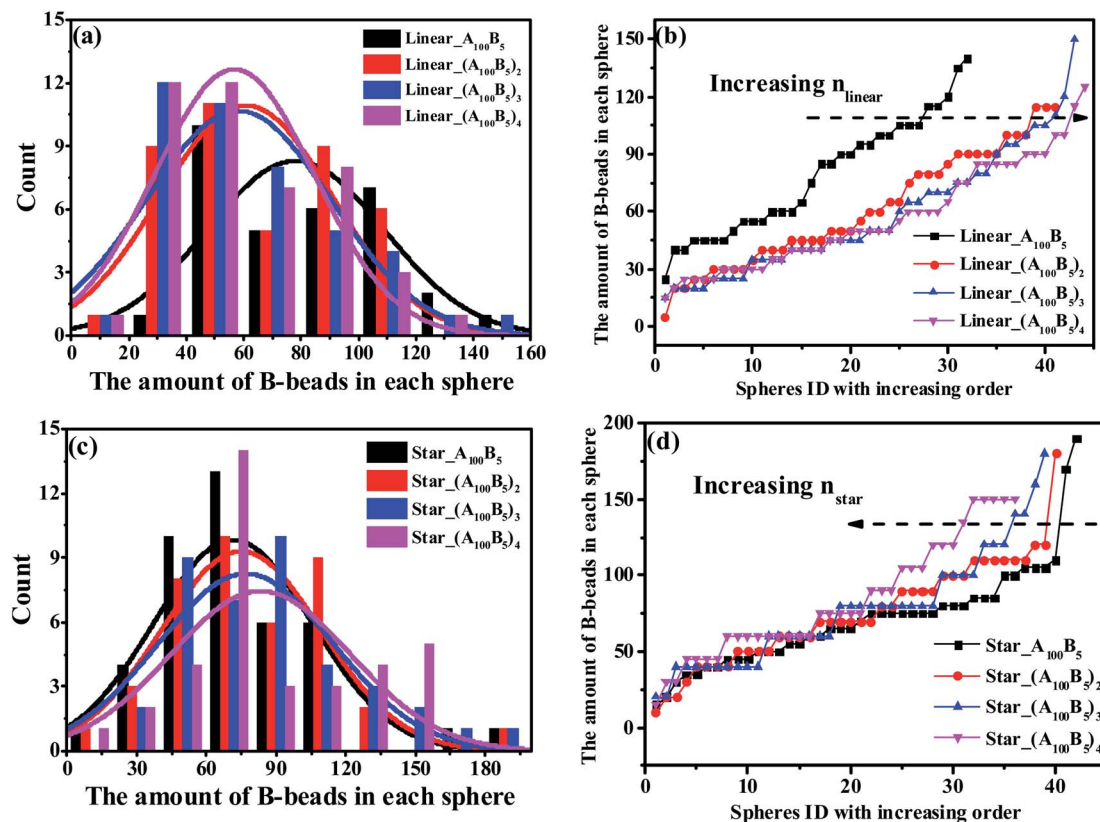 (a)
Linear_A₁₀₀B₅
Linear_(A₁₀₀B₅)₂
Linear_(A₁₀₀B₅)₃
Linear_(A₁₀₀B₅)₄
15
12
9
6
3
0
Count
0 20 40 60 80 100 120 140 160
The amount of B-beads in each sphere
(b)
Increasing n_linear
150
120
90
60
30
0
The amount of B-beads in each sphere
Linear_A₁₀₀B₅
Linear_(A₁₀₀B₅)₂
Linear_(A₁₀₀B₅)₃
Linear_(A₁₀₀B₅)₄
0 10 20 30 40
Spheres ID with increasing order
(c)
Star_A₁₀₀B₅
Star_(A₁₀₀B₅)₂
Star_(A₁₀₀B₅)₃
Star_(A₁₀₀B₅)₄
15
12
9
6
3
0
Count
0 30 60 90 120 150 180
The amount of B-beads in each sphere
(d)
Increasing n_star
200
150
100
50
0
The amount of B-beads in each sphere
Star_A₁₀₀B₅
Star_(A₁₀₀B₅)₂
Star_(A₁₀₀B₅)₃
Star_(A₁₀₀B₅)₄
0 10 20 30 40
Spheres ID with increasing order